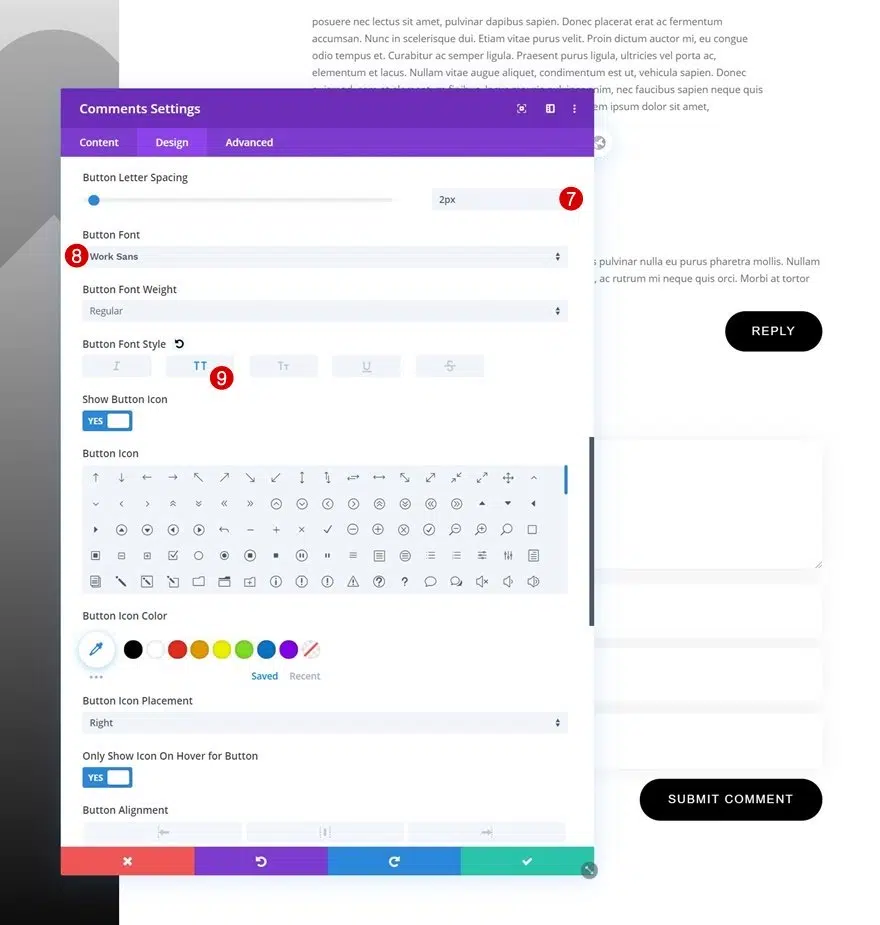 posuere nec lectus sit amet, pulvinar dapibus sapien. Donec placerat erat ac fermentum
accumsan. Nunc in scelerisque dui. Etiam vitae purus velit. Proin dictum auctor mi, eu congue
odio tempus et. Curabitur ac semper ligula. Praesent purus ligula, ultricies vel porta ac,
elementum et lacus. Nullam vitae augue aliquet, condimentum est ut, vehicula sapien. Donec
nim, nec faucibus sapien neque quis
em ipsum dolor sit amet,
Comments Settings
Content Design Advanced
Button Letter Spacing
2px 7
Button Font
8 Work Sans
s pulvinar nulla eu purus pharetra mollis. Nullam
, ac rutrum mi neque quis orci. Morbi at tortor
Button Font Weight
Regular
REPLY
Button Font Style
I TT Tт U S
9
Show Button Icon
YES
Button Icon
Button Icon Color
Saved Recent
Button Icon Placement
Right
Only Show Icon On Hover for Button
YES
SUBMIT COMMENT
Button Alignment